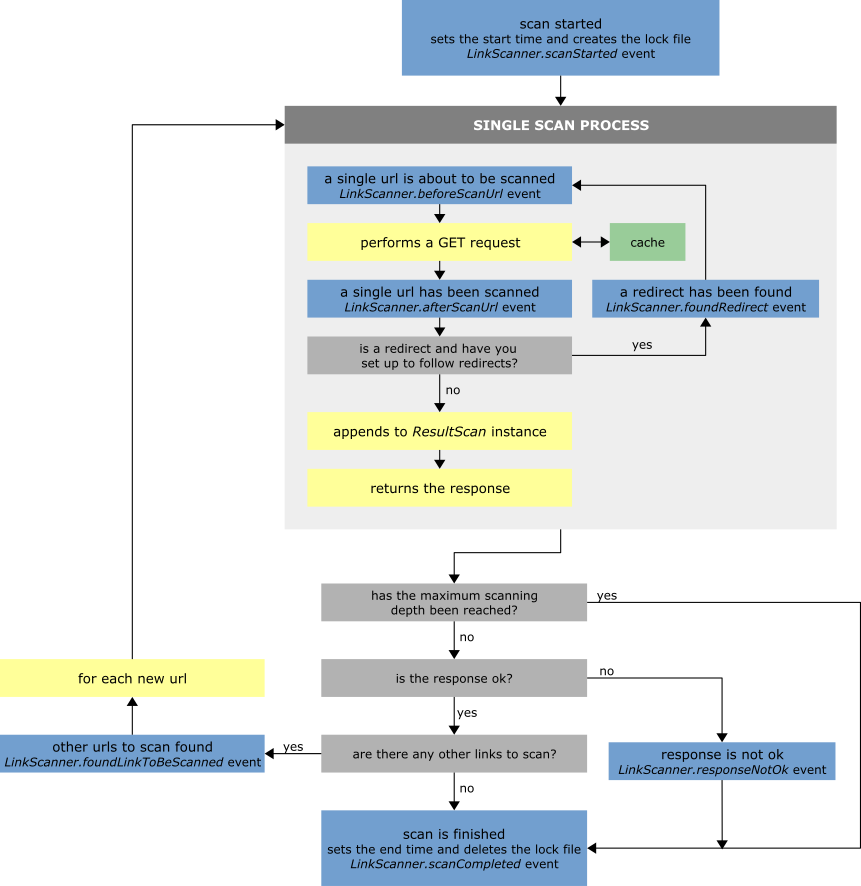 scan started
sets the start time and creates the lock file
LinkScanner.scanStarted event
SINGLE SCAN PROCESS
a single url is about to be scanned
LinkScanner.beforeScanUrl event
performs a GET request
cache
a single url has been scanned
LinkScanner.afterScanUrl event
a redirect has been found
LinkScanner.foundRedirect event
is a redirect and have you
set up to follow redirects?
yes
no
appends to ResultScan instance
returns the response
has the maximum scanning
depth been reached?
yes
no
for each new url
is the response ok?
no
yes
other urls to scan found
LinkScanner.foundLinkToBeScanned event
yes
are there any other links to scan?
response is not ok
LinkScanner.responseNotOk event
no
scan is finished
sets the end time and deletes the lock file
LinkScanner.scanCompleted event